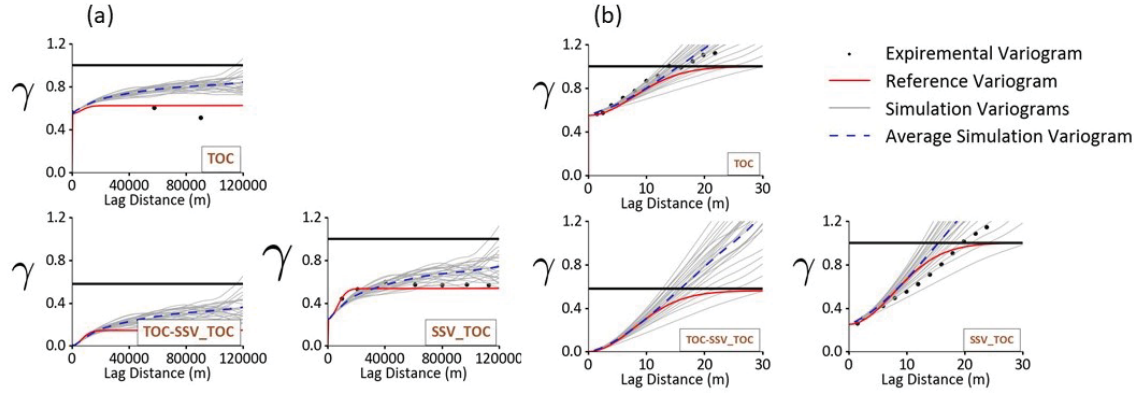 (a)
(b)
1.2
0.8
0.4
0.0
γ
TOC
0 40000 80000 120000
Lag Distance (m)
1.2
0.8
0.4
0.0
γ
TOC
0 10 20 30
Lag Distance (m)
Expiremental Variogram
Reference Variogram
Simulation Variograms
Average Simulation Variogram
1.2
0.8
0.4
0.0
γ
TOC-SSV_TOC
0 40000 80000 120000
Lag Distance (m)
1.2
0.8
0.4
0.0
γ
SSV_TOC
0 40000 80000 120000
Lag Distance (m)
1.2
0.8
0.4
0.0
γ
TOC-SSV_TOC
0 10 20 30
Lag Distance (m)
1.2
0.8
0.4
0.0
γ
SSV_TOC
0 10 20 30
Lag Distance (m)